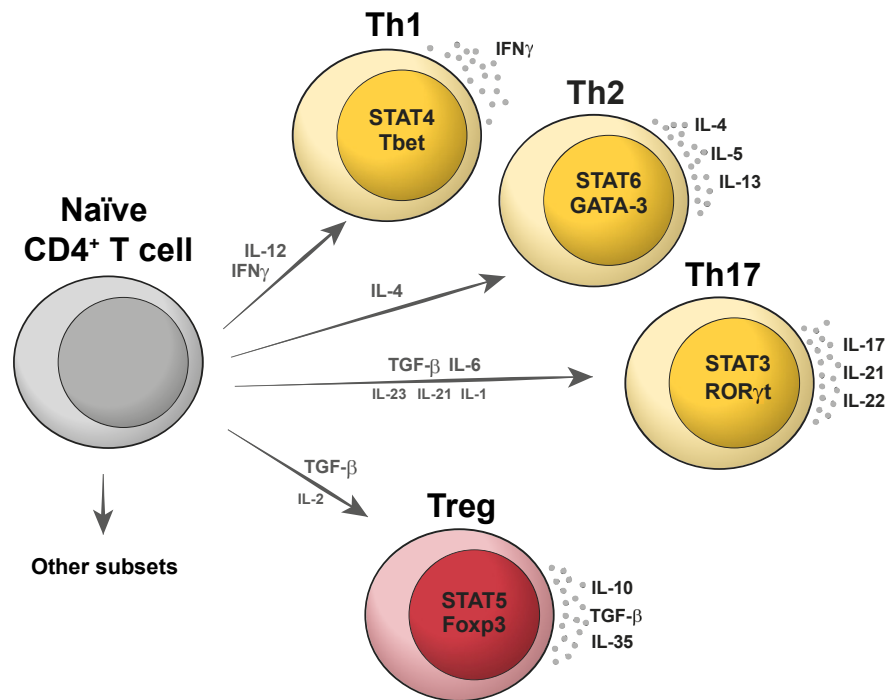 Th1
IFNγ
STAT4
Tbet
Th2
IL-4
IL-5
IL-13
STAT6
GATA-3
Naïve
CD4⁺ T cell
IL-12
IFNγ
IL-4
Th17
TGF-β IL-6
IL-23 IL-21 IL-1
STAT3
RORγt
IL-17
IL-21
IL-22
TGF-β
IL-2
Treg
STAT5
Foxp3
IL-10
TGF-β
IL-35
Other subsets